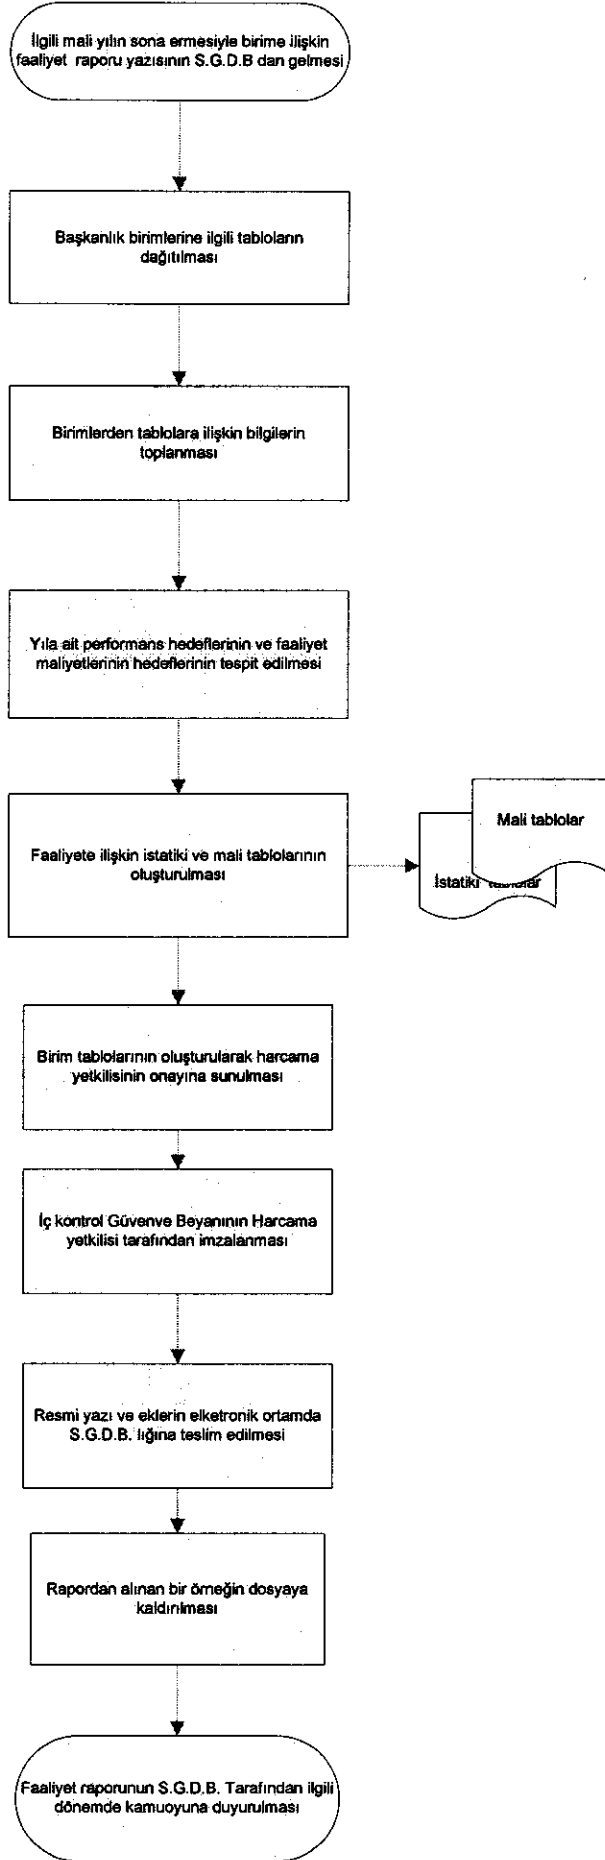 İlgili mali yılın sona ermesiyle birime ilişkin
faaliyet raporu yazısının S.G.D.B dan gelmesi
Başkanlık birimlerine ilgili tabloların
dağıtılması
Birimlerden tablolara ilişkin bilgilerin
toplanması
Yıla ait performans hedeflerinin ve faaliyet
maliyetlerinin hedeflerinin tespit edilmesi
Faaliyete ilişkin istatiki ve mali tablolarının
oluşturulması
Mali tablolar
İstatiki tablolar
Birim tablolarının oluşturularak harcama
yetkilisinin onayına sunulması
İç kontrol Güvenve Beyanının Harcama
yetkilisi tarafından imzalanması
Resmi yazı ve eklerin elketronik ortamda
S.G.D.B. lığına teslim edilmesi
Rapordan alınan bir örneğin dosyaya
kaldırılması
Faaliyet raporunun S.G.D.B. Tarafından ilgili
dönemde kamuoyuna duyurulması